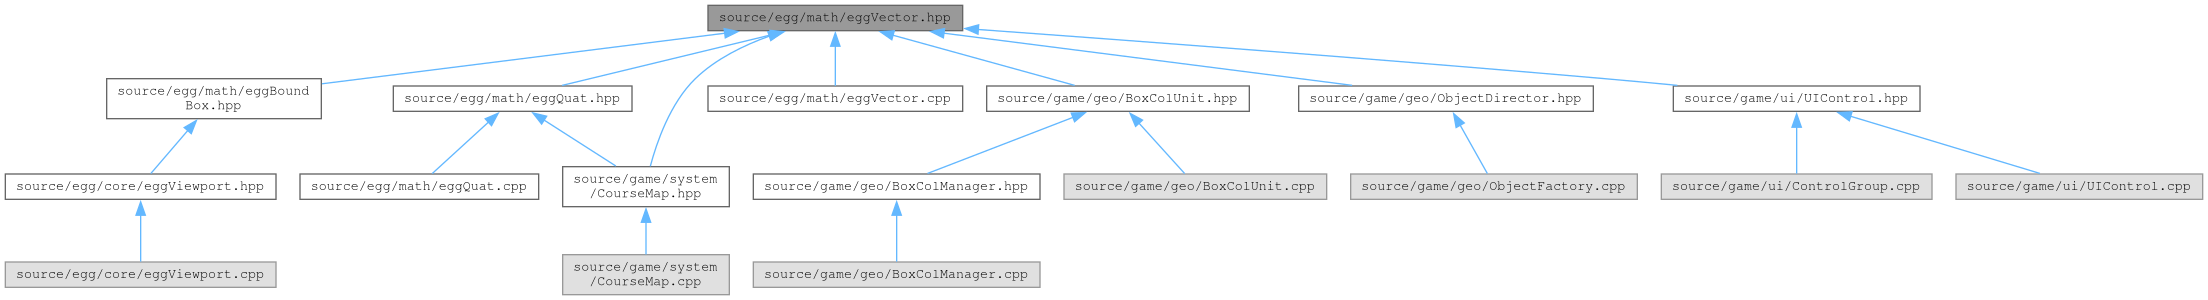 source/egg/math/eggVector.hpp
source/egg/math/eggBound
Box.hpp
source/egg/math/eggQuat.hpp
source/egg/math/eggVector.cpp
source/game/geo/BoxColUnit.hpp
source/game/geo/ObjectDirector.hpp
source/game/ui/UIControl.hpp
source/egg/core/eggViewport.hpp
source/egg/math/eggQuat.cpp
source/game/system
/CourseMap.hpp
source/game/geo/BoxColManager.hpp
source/game/geo/BoxColUnit.cpp
source/game/geo/ObjectFactory.cpp
source/game/ui/ControlGroup.cpp
source/game/ui/UIControl.cpp
source/egg/core/eggViewport.cpp
source/game/system
/CourseMap.cpp
source/game/geo/BoxColManager.cpp